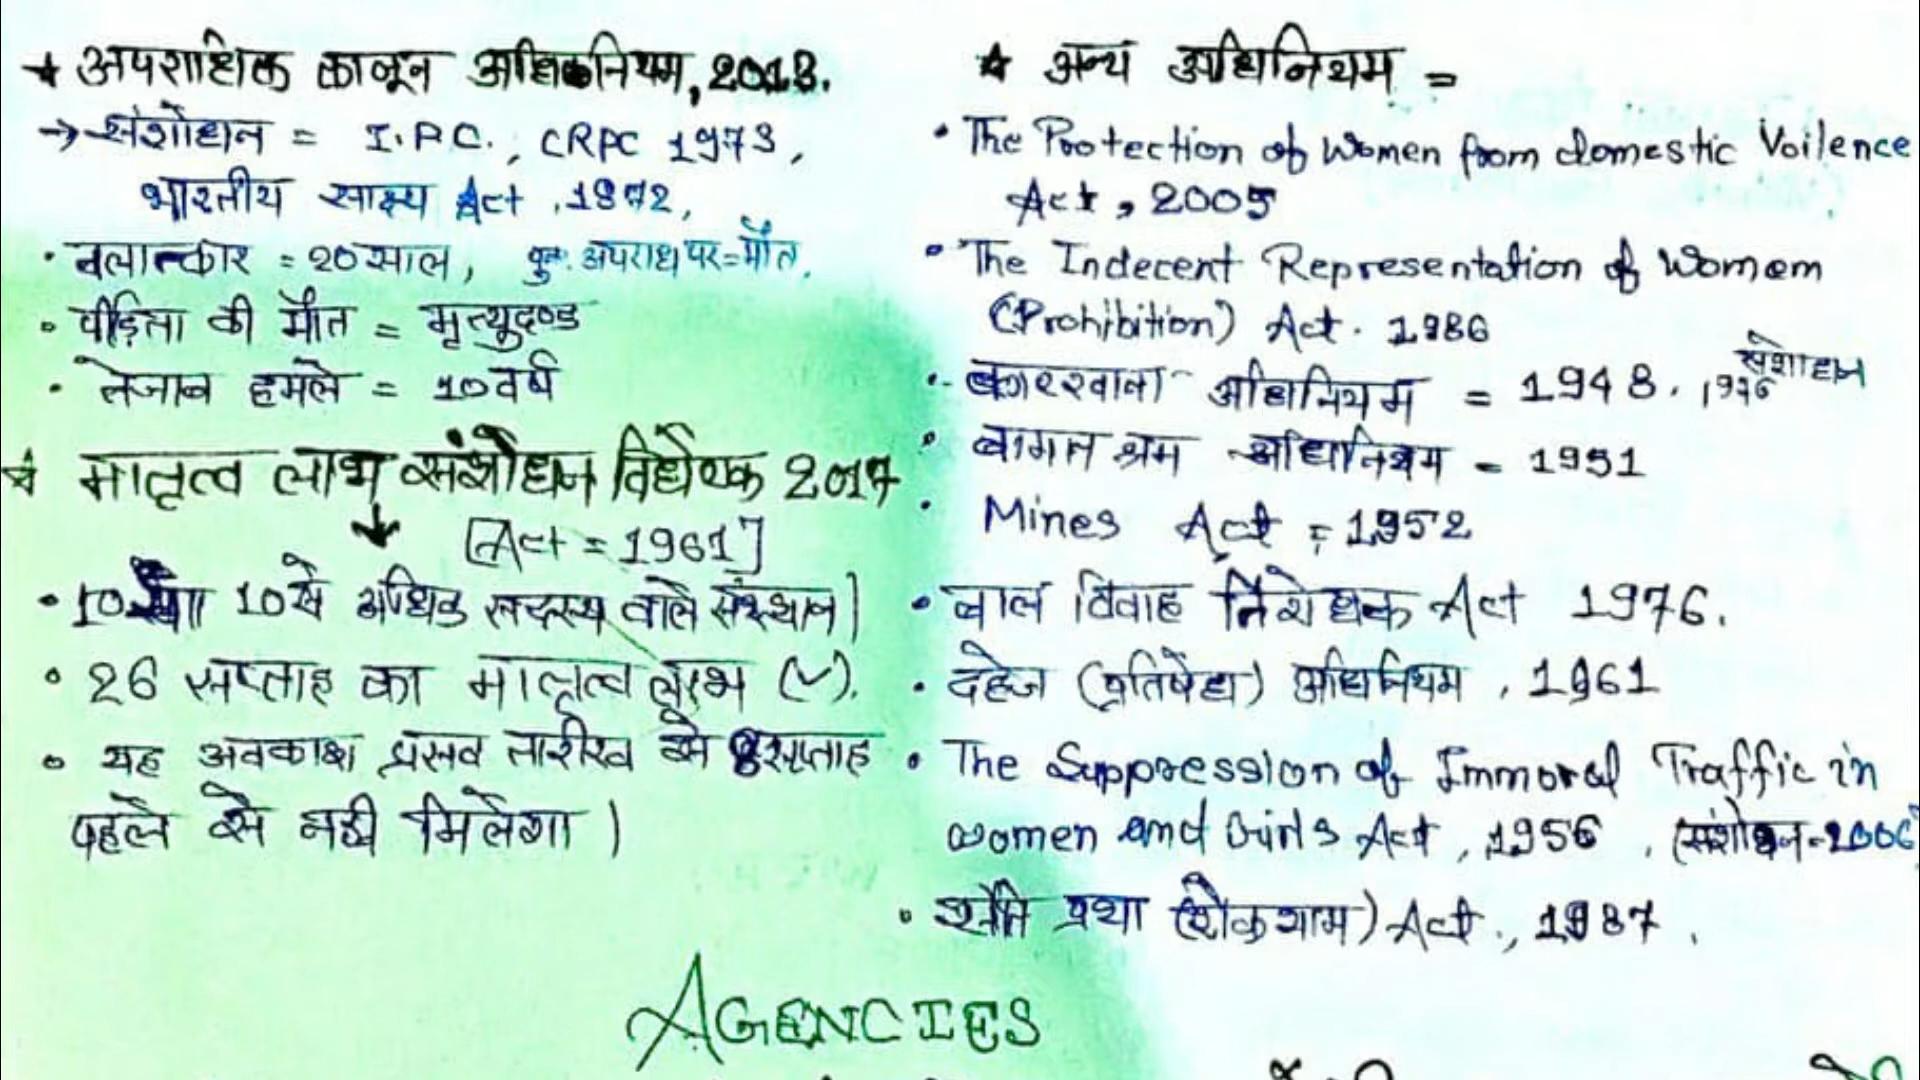 ★ अपराधिक कानून अधिनियम, 2013.
→ संशोधन = I.P.C., CRPC 1973,
भारतीय साक्ष्य Act, 1872,
• बलात्कार = 20 साल, पुनः अपराध पर = मौत,
• पीड़िता की मौत = मृत्युदण्ड
• तेजाब हमले = 10 वर्ष
★ मातृत्व लाभ संशोधन विधेयक 2017
↓ [Act = 1961]
• 10 या 10 से अधिक सदस्य वाले संस्थान।
• 26 सप्ताह का मातृत्व लाभ (✓).
• यह अवकाश प्रसव तारीख से 8 सप्ताह
पहले से नही मिलेगा।
★ अन्य अधिनियम =
• The Protection of Women from domestic Voilence
Act, 2005
• The Indecent Representation of Women
(Prohibition) Act. 1986
• कारखाना अधिनियम = 1948. 1976 संशोधन
• बागान श्रम अधिनियम = 1951
• Mines Act = 1952
• बाल विवाह निरोधक Act 1976.
• दहेज (प्रतिषेध) अधिनियम, 1961
• The Suppression of Immoral Traffic in
women and Girls Act, 1956, (संशोधन = 2006
• सति प्रथा (रोकथाम) Act., 1987.
AGENCIES